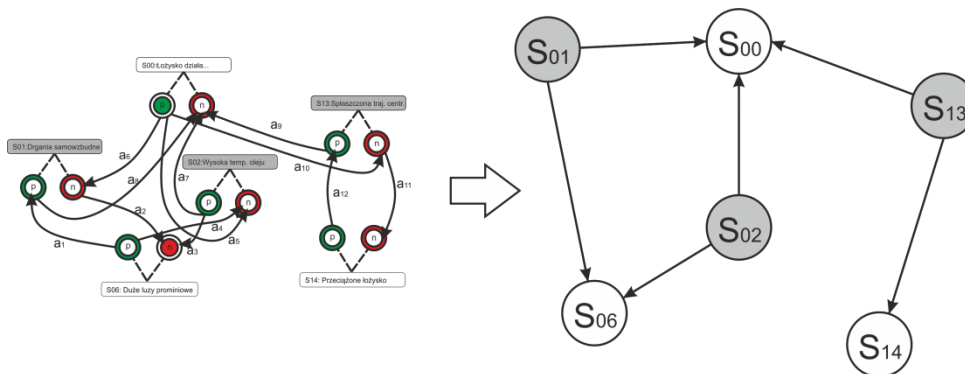 S00:Łożysko działa...
p
n
S13:Spłaszczona traj. centr.
a9
p
n
S01:Drgania samowzbudne
a6
a8
a7
S02:Wysoka temp. oleju
a10
a12
a11
p
n
a2
p
n
a1
a4
a5
p
n
a3
p
n
S06: Duże luzy prominiowe
S14: Przeciążone łożysko
S01
S00
S13
S02
S06
S14